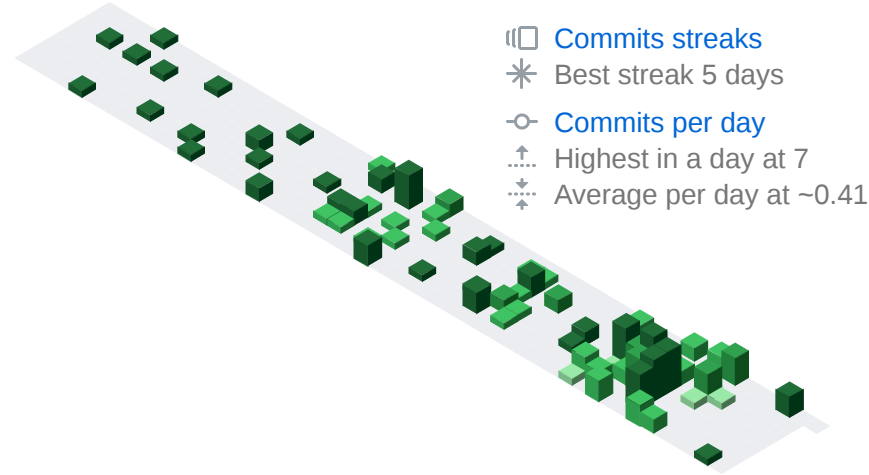 Commits streaks
Best streak 5 days
Commits per day
Highest in a day at 7
Average per day at ~0.41